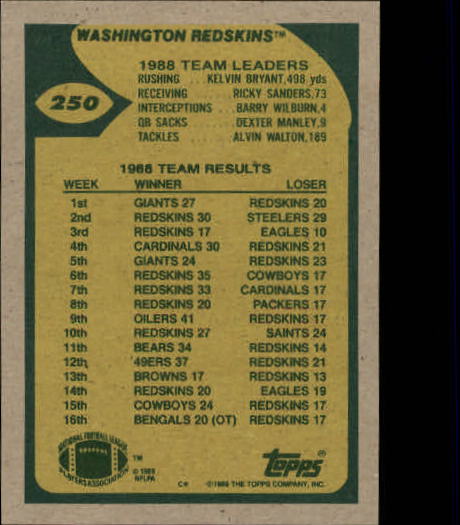 WASHINGTON REDSKINS™
250
1988 TEAM LEADERS
RUSHING ... KELVIN BRYANT, 498 yds
RECEIVING ..... RICKY SANDERS, 73
INTERCEPTIONS ... BARRY WILBURN, 4
QB SACKS ...... DEXTER MANLEY, 9
TACKLES ...... ALVIN WALTON, 189
1988 TEAM RESULTS
WEEK WINNER LOSER
1st GIANTS 27 REDSKINS 20
2nd REDSKINS 30 STEELERS 29
3rd REDSKINS 17 EAGLES 10
4th CARDINALS 30 REDSKINS 21
5th GIANTS 24 REDSKINS 23
6th REDSKINS 35 COWBOYS 17
7th REDSKINS 33 CARDINALS 17
8th REDSKINS 20 PACKERS 17
9th OILERS 41 REDSKINS 17
10th REDSKINS 27 SAINTS 24
11th BEARS 34 REDSKINS 14
12th 49ERS 37 REDSKINS 21
13th BROWNS 17 REDSKINS 13
14th REDSKINS 20 EAGLES 19
15th COWBOYS 24 REDSKINS 17
16th BENGALS 20 (OT) REDSKINS 17
NATIONAL FOOTBALL LEAGUE
PLAYERS ASSOCIATION
™
© 1989
NFLPA
topps®
C* ©1989 THE TOPPS COMPANY, INC.